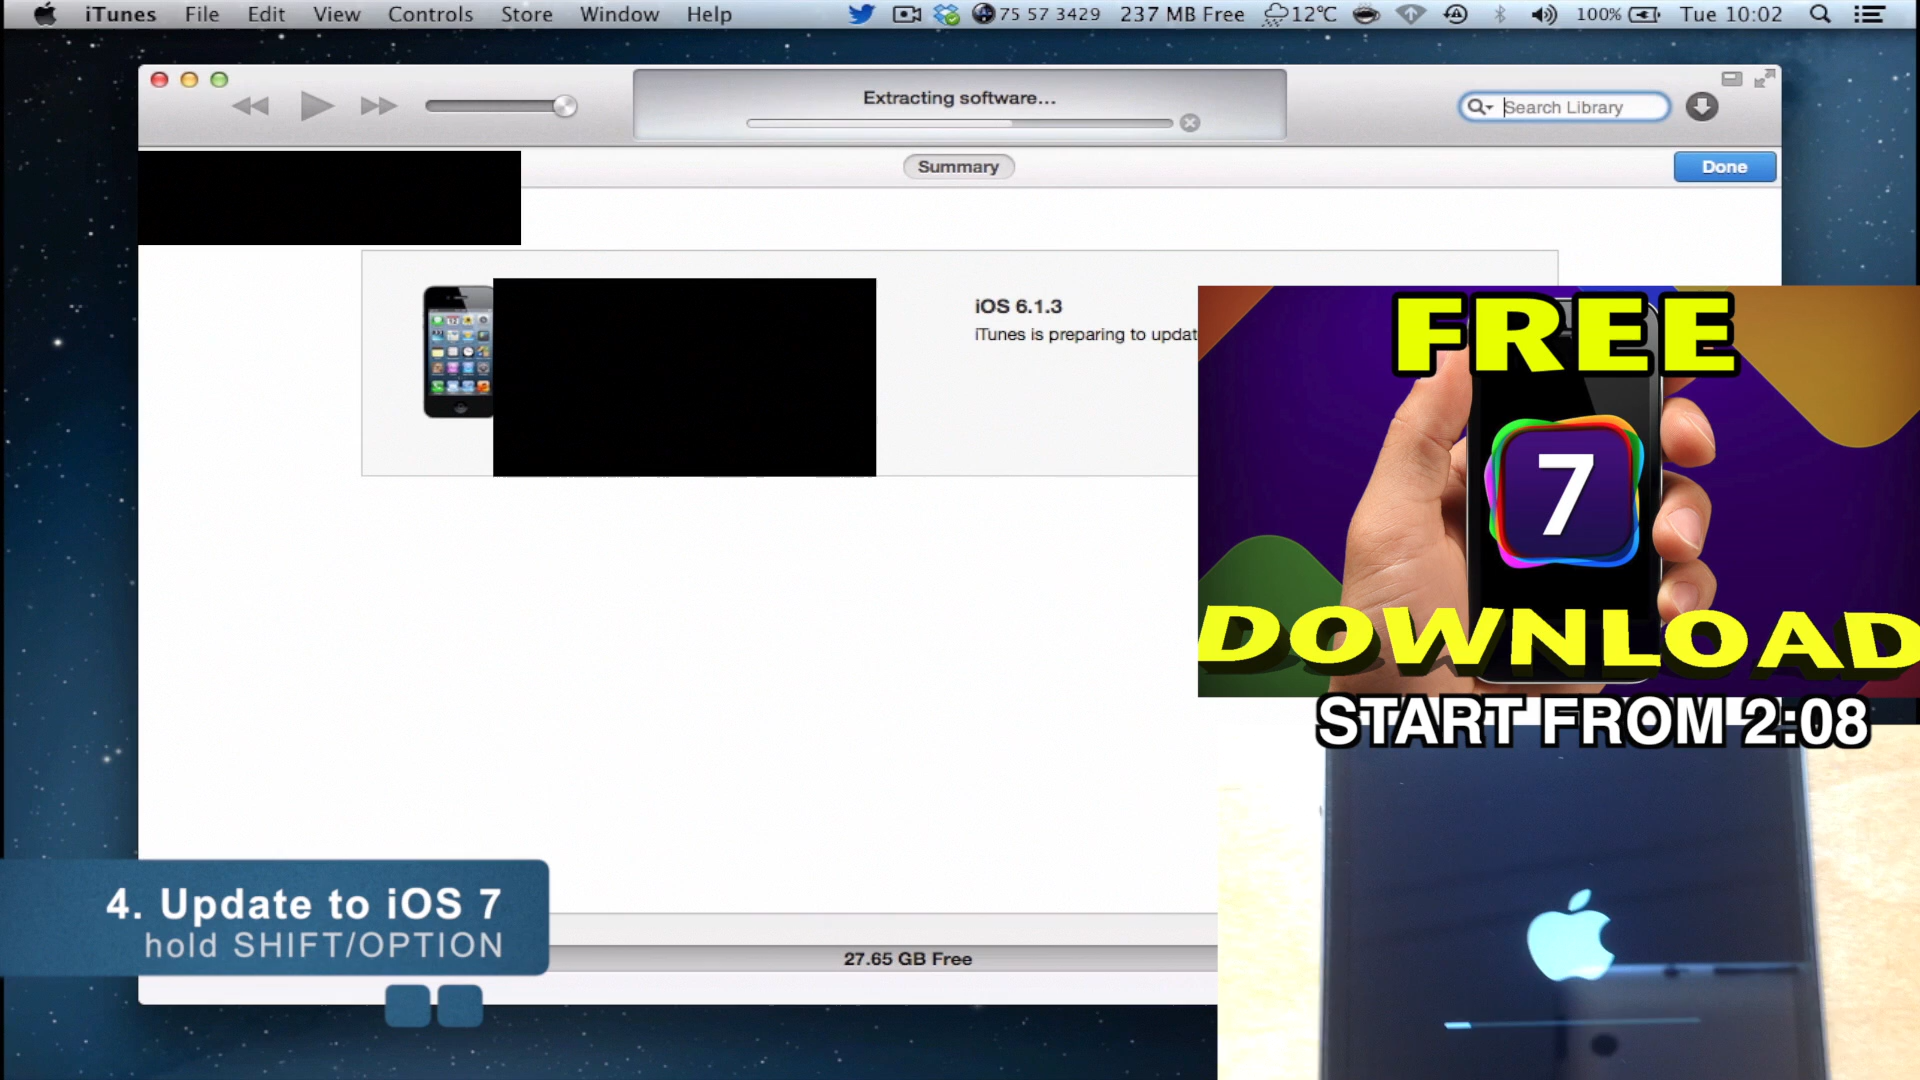 iTunes File Edit View Controls Store Window Help 75 57 3429 237 MB Free 12°C 100% Tue 10:02
Extracting software...
Search Library
Summary
Done
iOS 6.1.3
iTunes is preparing to updat
FREE
7
DOWNLOAD
START FROM 2:08
4. Update to iOS 7
hold SHIFT/OPTION
27.65 GB Free